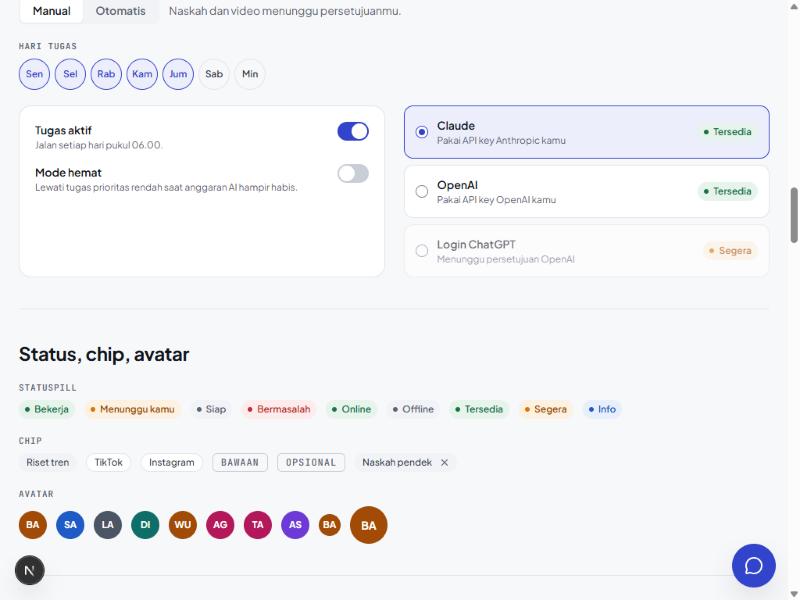 Manual Otomatis Naskah dan video menunggu persetujuanmu.
HARI TUGAS
Sen Sel Rab Kam Jum Sab Min
Tugas aktif
Jalan setiap hari pukul 06.00.
Mode hemat
Lewati tugas prioritas rendah saat anggaran AI hampir habis.
Claude
Pakai API key Anthropic kamu
Tersedia
OpenAI
Pakai API key OpenAI kamu
Tersedia
Login ChatGPT
Menunggu persetujuan OpenAI
Segera
Status, chip, avatar
STATUSPILL
Bekerja Menunggu kamu Siap Bermasalah Online Offline Tersedia Segera Info
CHIP
Riset tren TikTok Instagram BAWAAN OPSIONAL Naskah pendek
AVATAR
BA SA LA DI WU AG TA AS BA BA
N